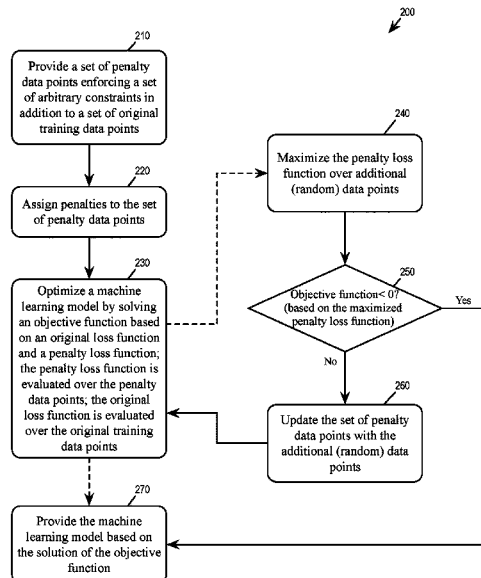 200
210
Provide a set of penalty
data points enforcing a set
of arbitrary constraints in
addition to a set of original
training data points
220
Assign penalties to the set
of penalty data points
230
Optimize a machine
learning model by solving
an objective function based
on an original loss function
and a penalty loss function;
the penalty loss function is
evaluated over the penalty
data points; the original
loss function is evaluated
over the original training
data points
240
Maximize the penalty loss
function over additional
(random) data points
250
Objective function< 0?
(based on the maximized
penalty loss function)
Yes
No
260
Update the set of penalty
data points with the
additional (random) data
points
270
Provide the machine
learning model based on
the solution of the objective
function